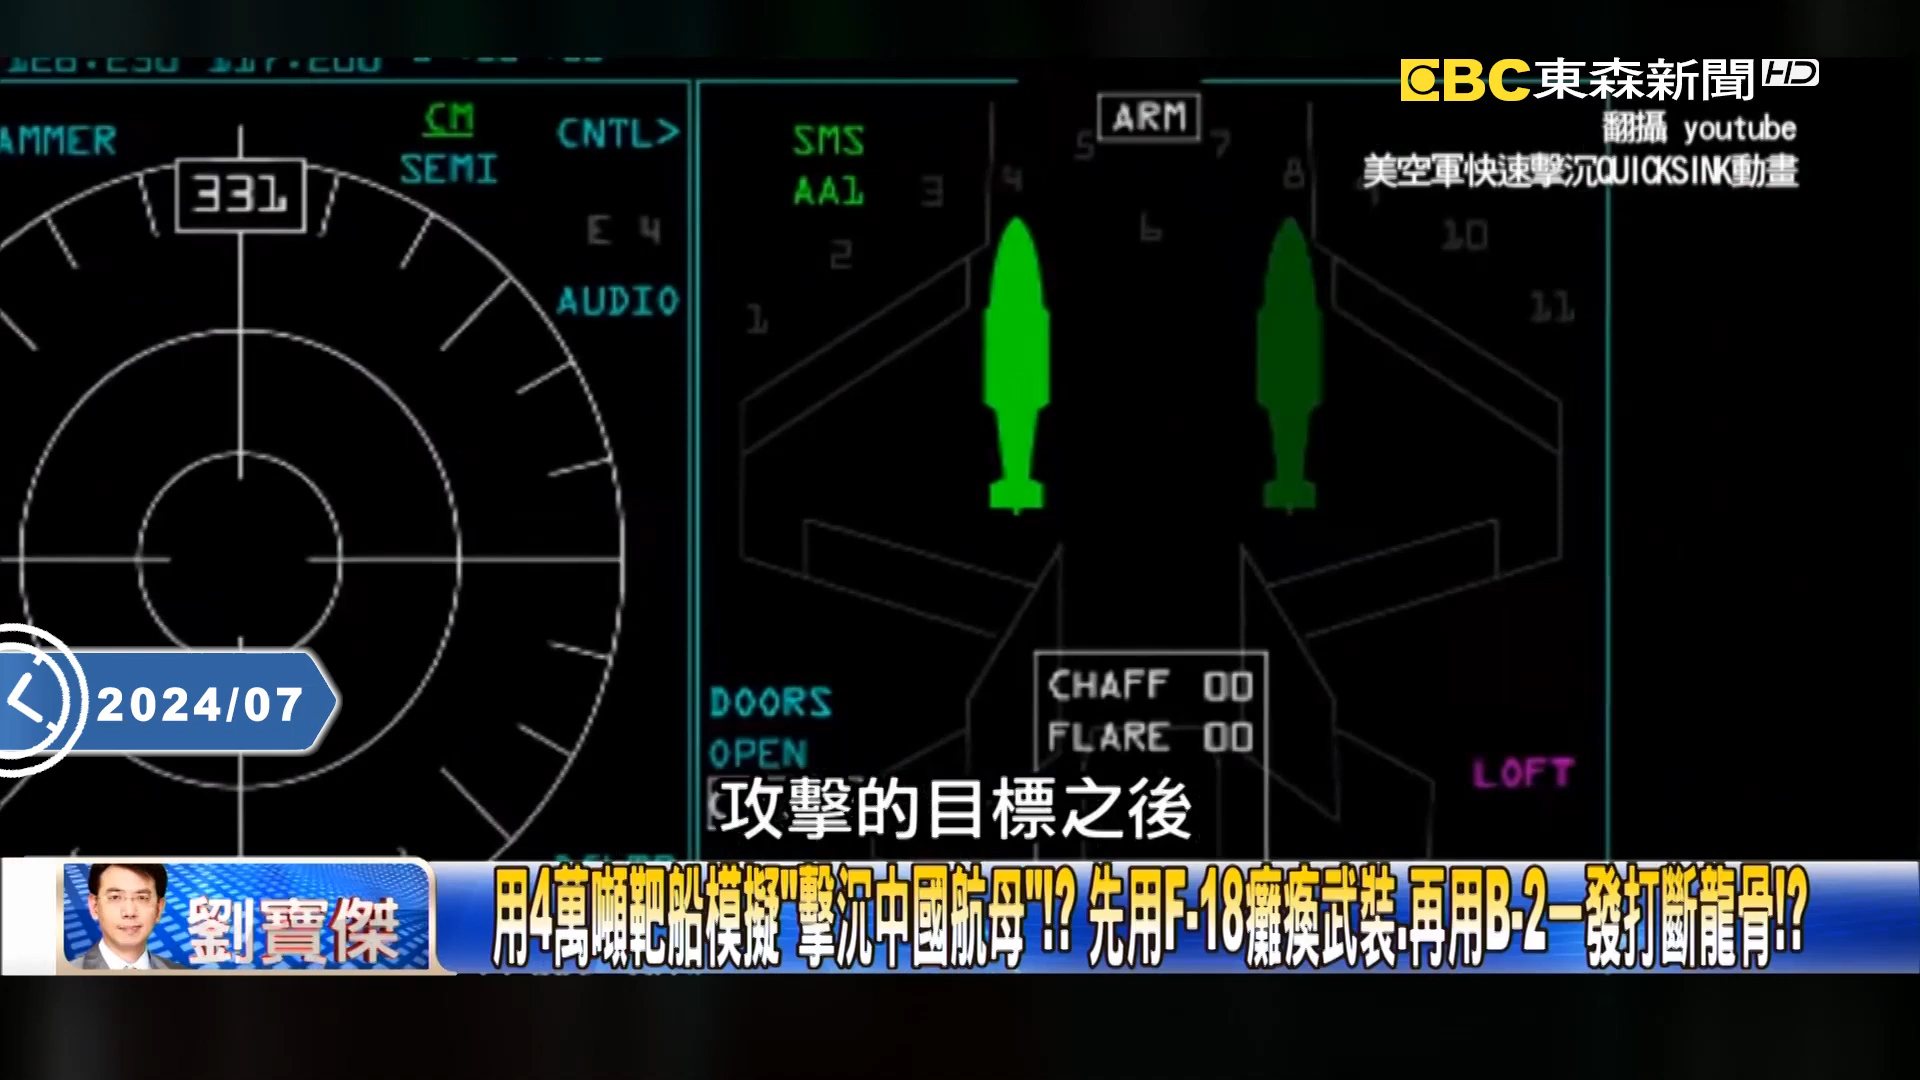 EBC東森新聞HD
翻攝 youtube
美空軍快速擊沉QUICKSINK動畫
CM
SEMI
CNTL>
331
E 4
AUDIO
SMS
AA1
ARM
1
2
3
4
5
6
7
8
10
11
DOORS
OPEN
CHAFF 00
FLARE 00
LOFT
2024/07
攻擊的目標之後
劉寶傑
用4萬噸靶船模擬"擊沉中國航母"!? 先用F-18癱瘓武裝.再用B-2一發打斷龍骨!?